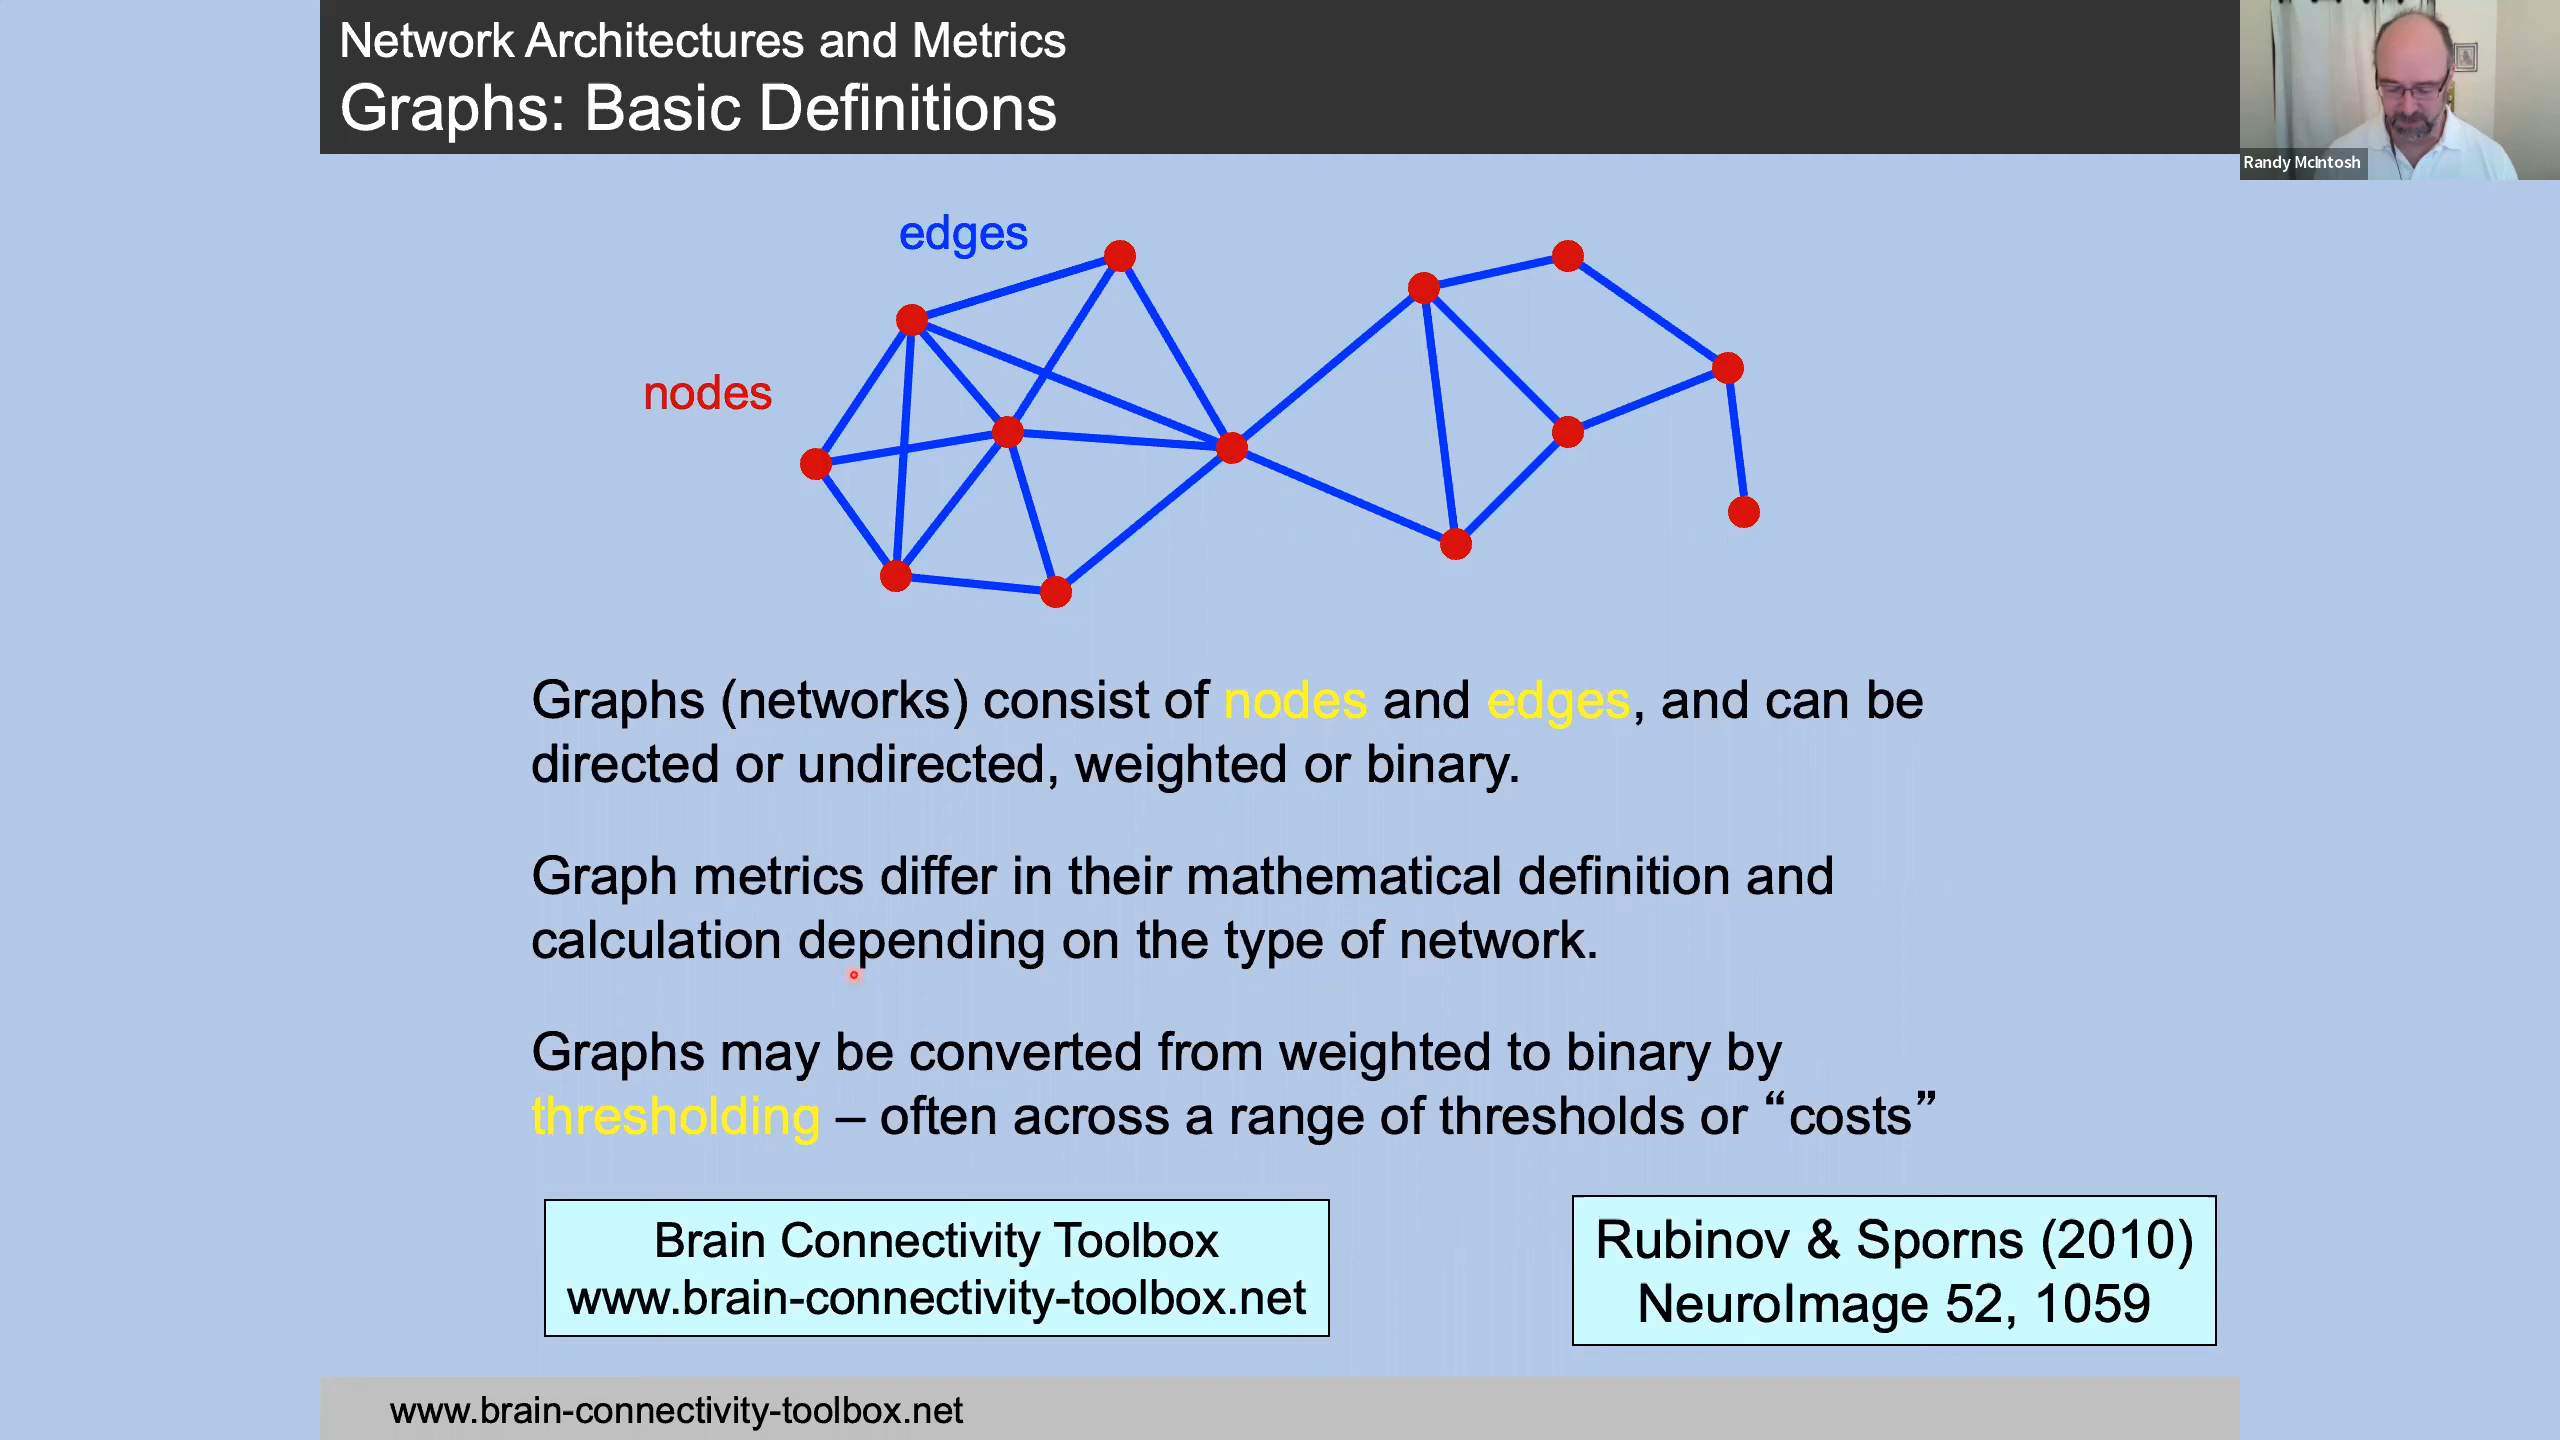 Network Architectures and Metrics
Graphs: Basic Definitions
Randy McIntosh
edges
nodes
Graphs (networks) consist of nodes and edges, and can be
directed or undirected, weighted or binary.
Graph metrics differ in their mathematical definition and
calculation depending on the type of network.
Graphs may be converted from weighted to binary by
thresholding – often across a range of thresholds or “costs”
Brain Connectivity Toolbox
www.brain-connectivity-toolbox.net
Rubinov & Sporns (2010)
NeuroImage 52, 1059
www.brain-connectivity-toolbox.net